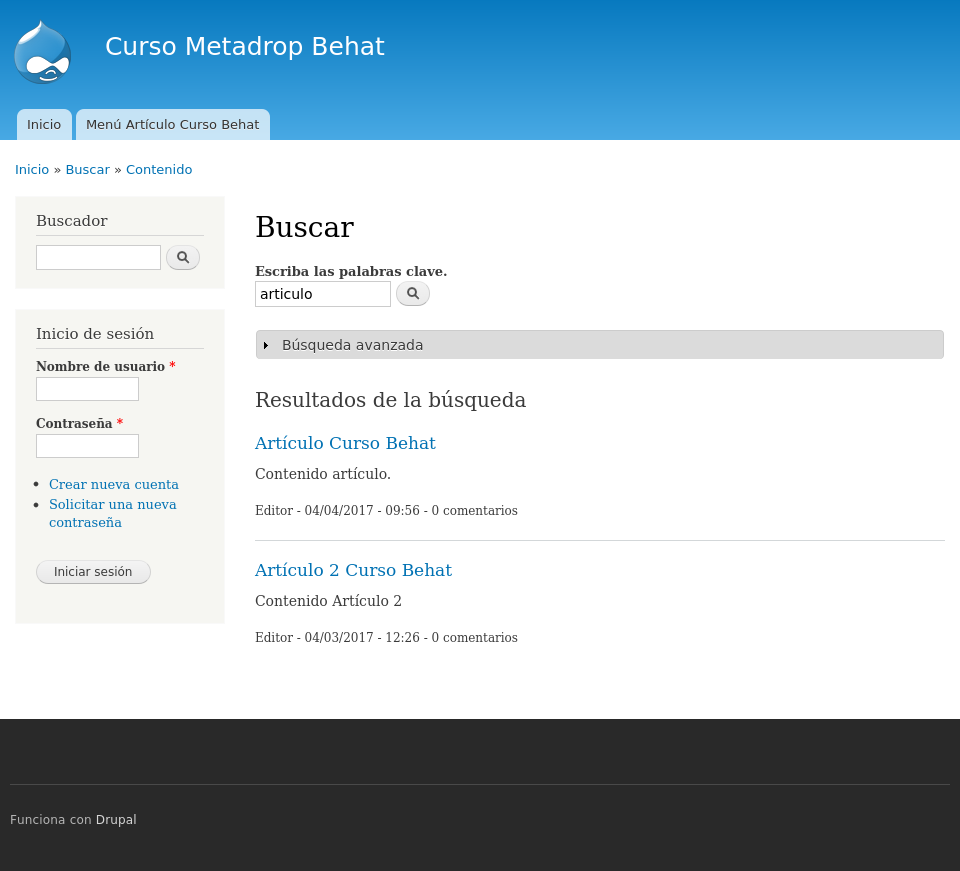 Curso Metadrop Behat
Inicio
Menú Artículo Curso Behat
Inicio » Buscar » Contenido
Buscador
Inicio de sesión
Nombre de usuario *
Contraseña *
Crear nueva cuenta
Solicitar una nueva
contraseña
Iniciar sesión
Buscar
Escriba las palabras clave.
articulo
Búsqueda avanzada
Resultados de la búsqueda
Artículo Curso Behat
Contenido artículo.
Editor - 04/04/2017 - 09:56 - 0 comentarios
Artículo 2 Curso Behat
Contenido Artículo 2
Editor - 04/03/2017 - 12:26 - 0 comentarios
Funciona con Drupal